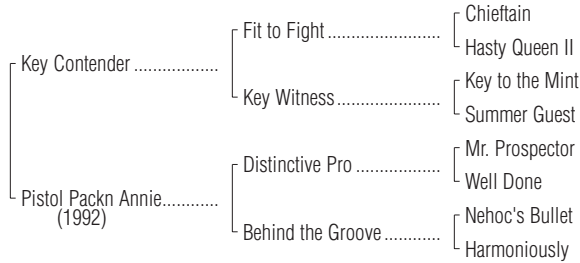 Chieftain
Fit to Fight
Hasty Queen II
Key Contender
Key to the Mint
Key Witness
Summer Guest
Mr. Prospector
Distinctive Pro
Well Done
Pistol Packn Annie
(1992)
Nehoc's Bullet
Behind the Groove
Harmoniously